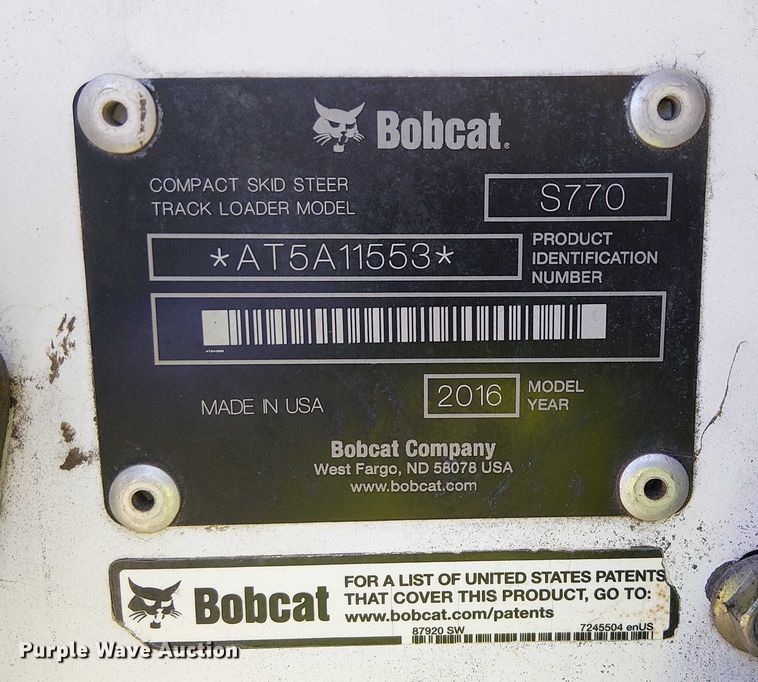 Bobcat.
COMPACT SKID STEER
TRACK LOADER MODEL
S770
*AT5A11553*
PRODUCT
IDENTIFICATION
NUMBER
MADE IN USA
2016
MODEL
YEAR
Bobcat Company
West Fargo, ND 58078 USA
www.bobcat.com
Bobcat
FOR A LIST OF UNITED STATES PATENTS
THAT COVER THIS PRODUCT, GO TO:
www.bobcat.com/patents
87920 SW
7245504 enUS
Purple Wave Auction